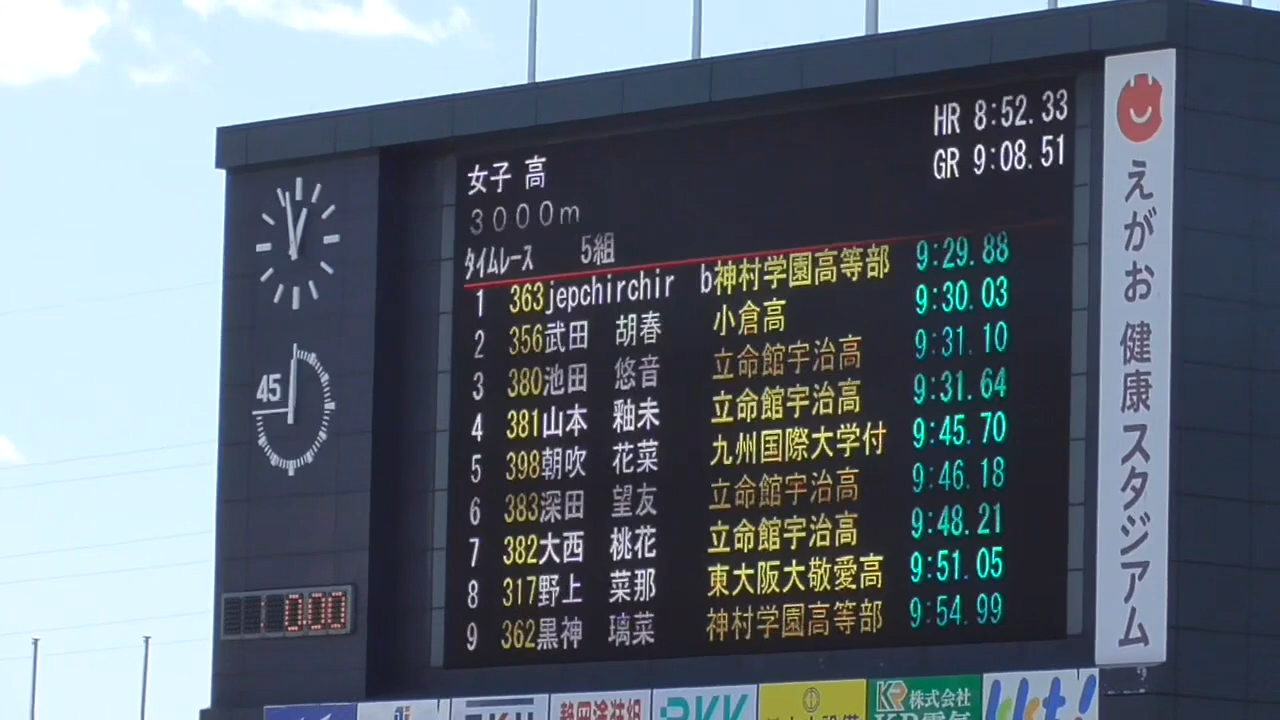 HR 8:52.33
GR 9:08.51
女子 高
3000m
タイムレース 5組
1 363 jepchirchir b 神村学園高等部 9:29.88
2 356 武田 胡春 小倉高 9:30.03
3 380 池田 悠音 立命館宇治高 9:31.10
4 381 山本 釉未 立命館宇治高 9:31.64
5 398 朝吹 花菜 九州国際大学付 9:45.70
6 383 深田 望友 立命館宇治高 9:46.18
7 382 大西 桃花 立命館宇治高 9:48.21
8 317 野上 菜那 東大阪大敬愛高 9:51.05
9 362 黒神 璃菜 神村学園高等部 9:54.99
45
000
えがお 健康スタジアム
RKK
KR 株式会社